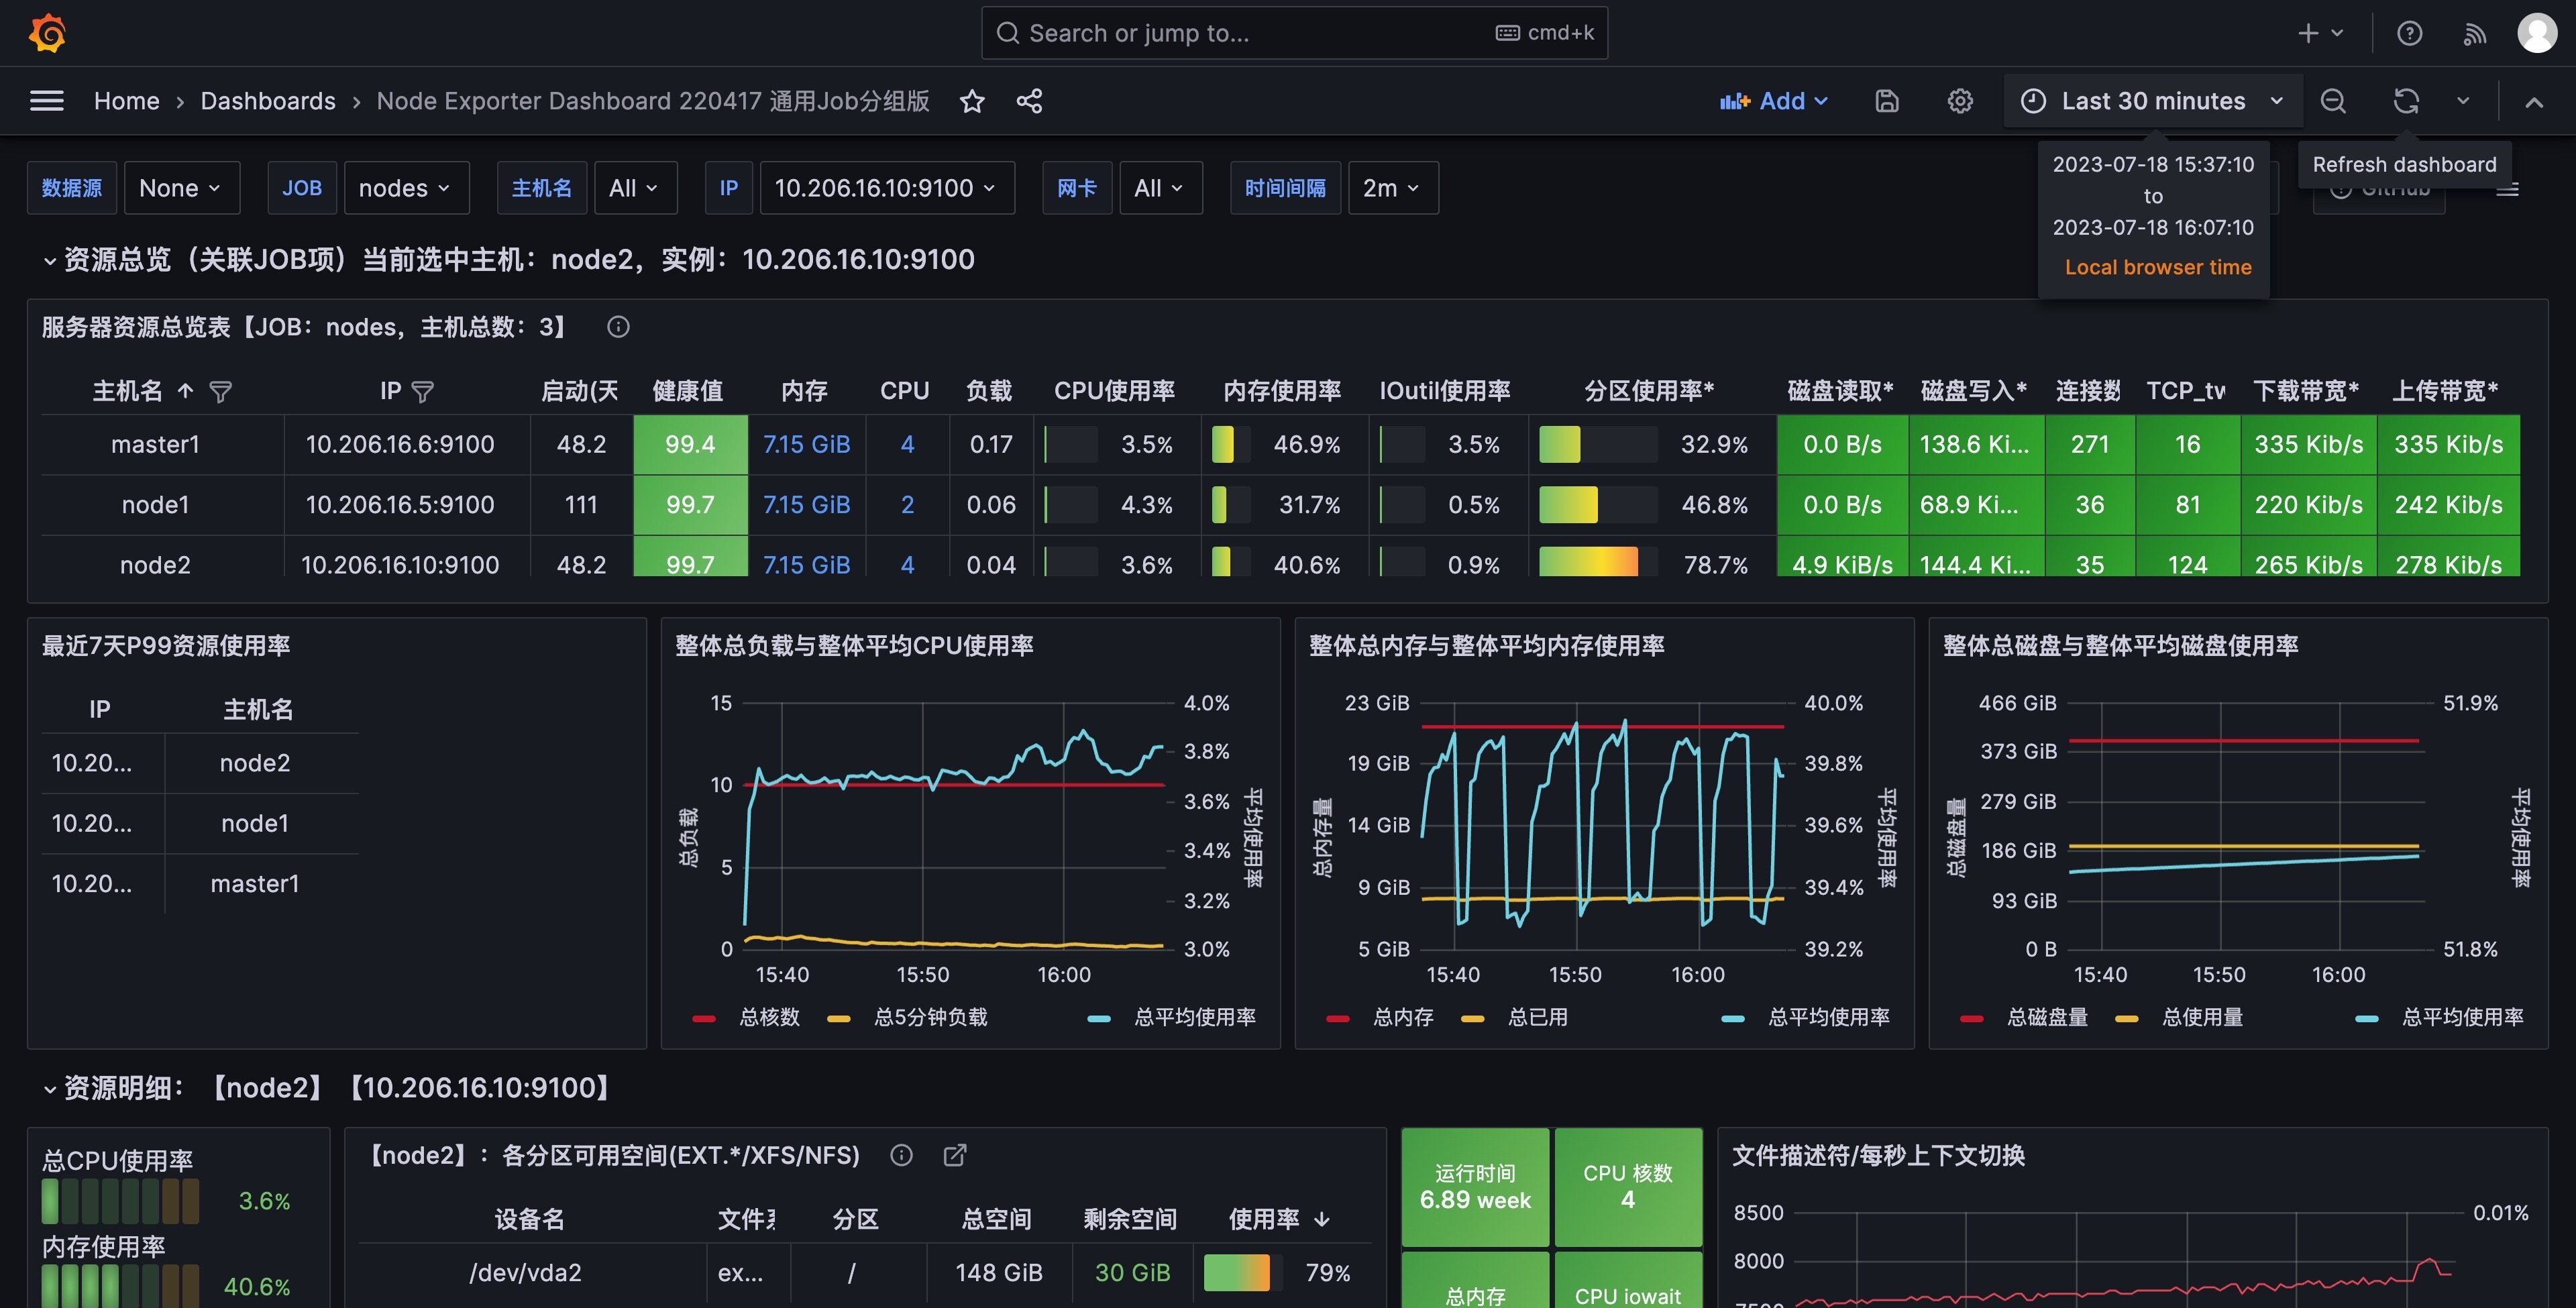 Search or jump to... cmd+k
Home › Dashboards › Node Exporter Dashboard 220417 通用Job分组版 Add Last 30 minutes
2023-07-18 15:37:10
to
2023-07-18 16:07:10
Local browser time
Refresh dashboard
GitHub
数据源 None JOB nodes 主机名 All IP 10.206.16.10:9100 网卡 All 时间间隔 2m
资源总览（关联JOB项）当前选中主机：node2，实例：10.206.16.10:9100
服务器资源总览表【JOB：nodes，主机总数：3】
主机名 IP 启动(天 健康值 内存 CPU 负载 CPU使用率 内存使用率 IOutil使用率 分区使用率* 磁盘读取* 磁盘写入* 连接数 TCP_tw 下载带宽* 上传带宽*
master1 10.206.16.6:9100 48.2 99.4 7.15 GiB 4 0.17 3.5% 46.9% 3.5% 32.9% 0.0 B/s 138.6 Ki... 271 16 335 Kib/s 335 Kib/s
node1 10.206.16.5:9100 111 99.7 7.15 GiB 2 0.06 4.3% 31.7% 0.5% 46.8% 0.0 B/s 68.9 Ki... 36 81 220 Kib/s 242 Kib/s
node2 10.206.16.10:9100 48.2 99.7 7.15 GiB 4 0.04 3.6% 40.6% 0.9% 78.7% 4.9 KiB/s 144.4 Ki... 35 124 265 Kib/s 278 Kib/s
最近7天P99资源使用率
IP 主机名
10.20... node2
10.20... node1
10.20... master1
整体总负载与整体平均CPU使用率
总负载
15
10
5
0
4.0%
3.8%
3.6%
3.4%
3.2%
3.0%
平均使用率
15:40 15:50 16:00
总核数 总5分钟负载 总平均使用率
整体总内存与整体平均内存使用率
总内存量
23 GiB
19 GiB
14 GiB
9 GiB
5 GiB
40.0%
39.8%
39.6%
39.4%
39.2%
平均使用率
15:40 15:50 16:00
总内存 总已用 总平均使用率
整体总磁盘与整体平均磁盘使用率
总磁盘量
466 GiB
373 GiB
279 GiB
186 GiB
93 GiB
0 B
51.9%
51.8%
平均使用率
15:40 15:50 16:00
总磁盘量 总使用量 总平均使用率
资源明细：【node2】【10.206.16.10:9100】
总CPU使用率
3.6%
内存使用率
40.6%
【node2】：各分区可用空间(EXT.*/XFS/NFS)
设备名 文件系 分区 总空间 剩余空间 使用率
/dev/vda2 ex... / 148 GiB 30 GiB 79%
运行时间
6.89 week
CPU 核数
4
总内存
CPU iowait
文件描述符/每秒上下文切换
8500
8000
7500
0.01%